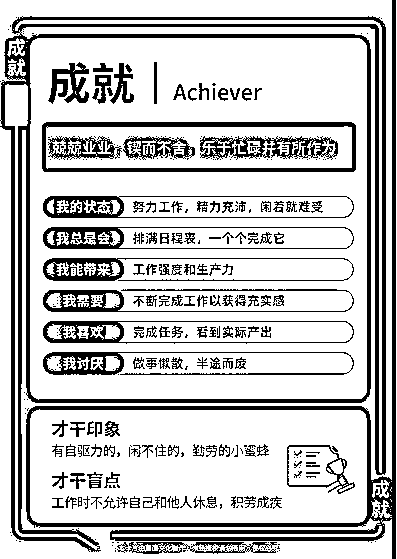 成就
成就 | Achiever
兢兢业业，锲而不舍，乐于忙碌并有所作为
我的状态 努力工作，精力充沛，闲着就难受
我总是会 排满日程表，一个个完成它
我能带来 工作强度和生产力
我需要 不断完成工作以获得充实感
我喜欢 完成任务，看到实际产出
我讨厌 做事懒散，半途而废
才干印象
有自驱力的，闲不住的，勤劳的小蜜蜂
才干盲点
工作时不允许自己和他人休息，积劳成疾
成就